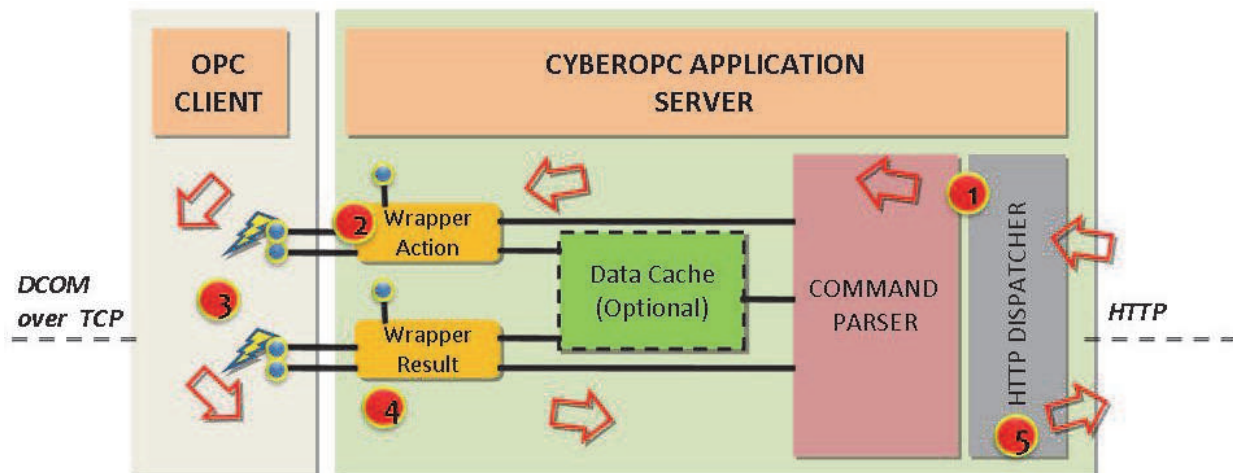 OPC
CLIENT
CYBEROPC APPLICATION
SERVER
1
2
Wrapper
Action
Data Cache
(Optional)
COMMAND
PARSER
HTTP DISPATCHER
DCOM
over TCP
3
HTTP
Wrapper
Result
4
5